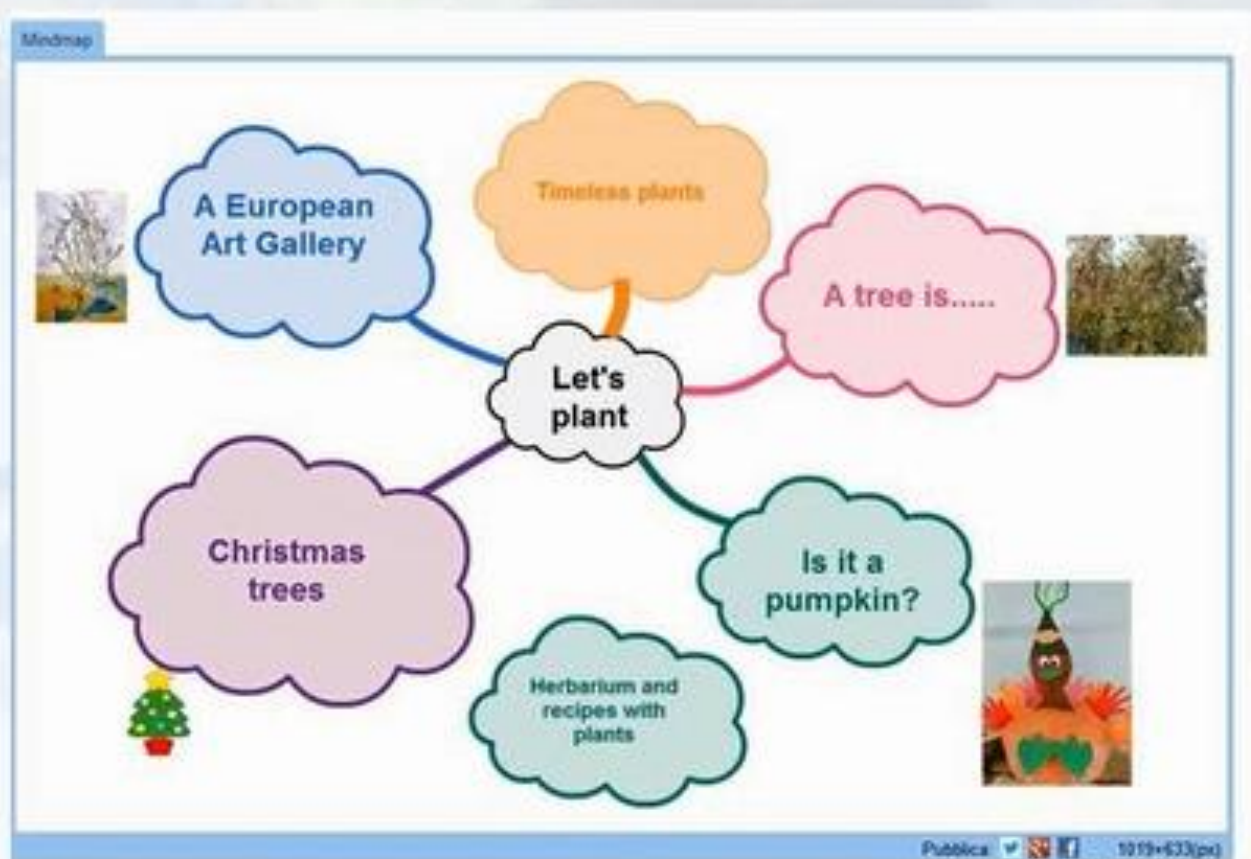 Mindmap
Timeless plants
A European
Art Gallery
A tree is.....
Let's
plant
Christmas
trees
Is it a
pumpkin?
Herbarium and
recipes with
plants
Pubblica
1019×633(px)